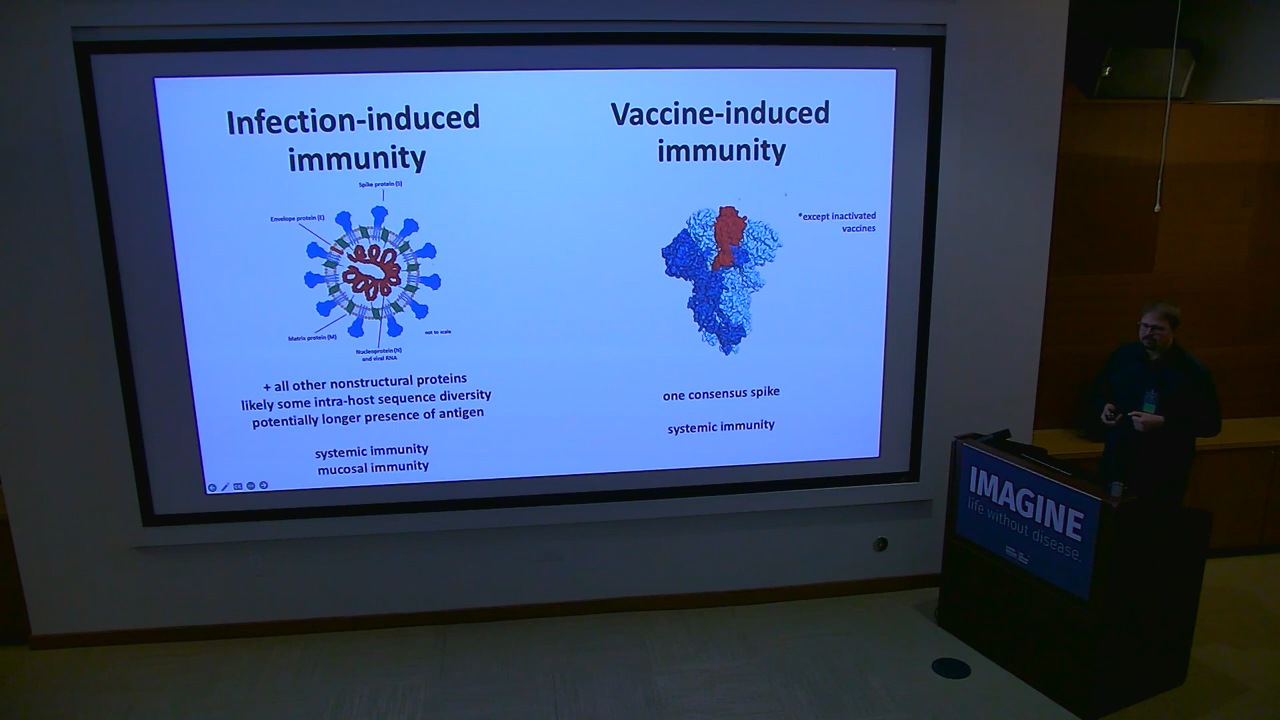 Infection-induced
immunity
Spike protein (S)
Envelope protein (E)
Matrix protein (M)
not to scale
Nucleoprotein (N)
and viral RNA
+ all other nonstructural proteins
likely some intra-host sequence diversity
potentially longer presence of antigen
systemic immunity
mucosal immunity
Vaccine-induced
immunity
*except inactivated
vaccines
one consensus spike
systemic immunity
IMAGINE
life without disease.